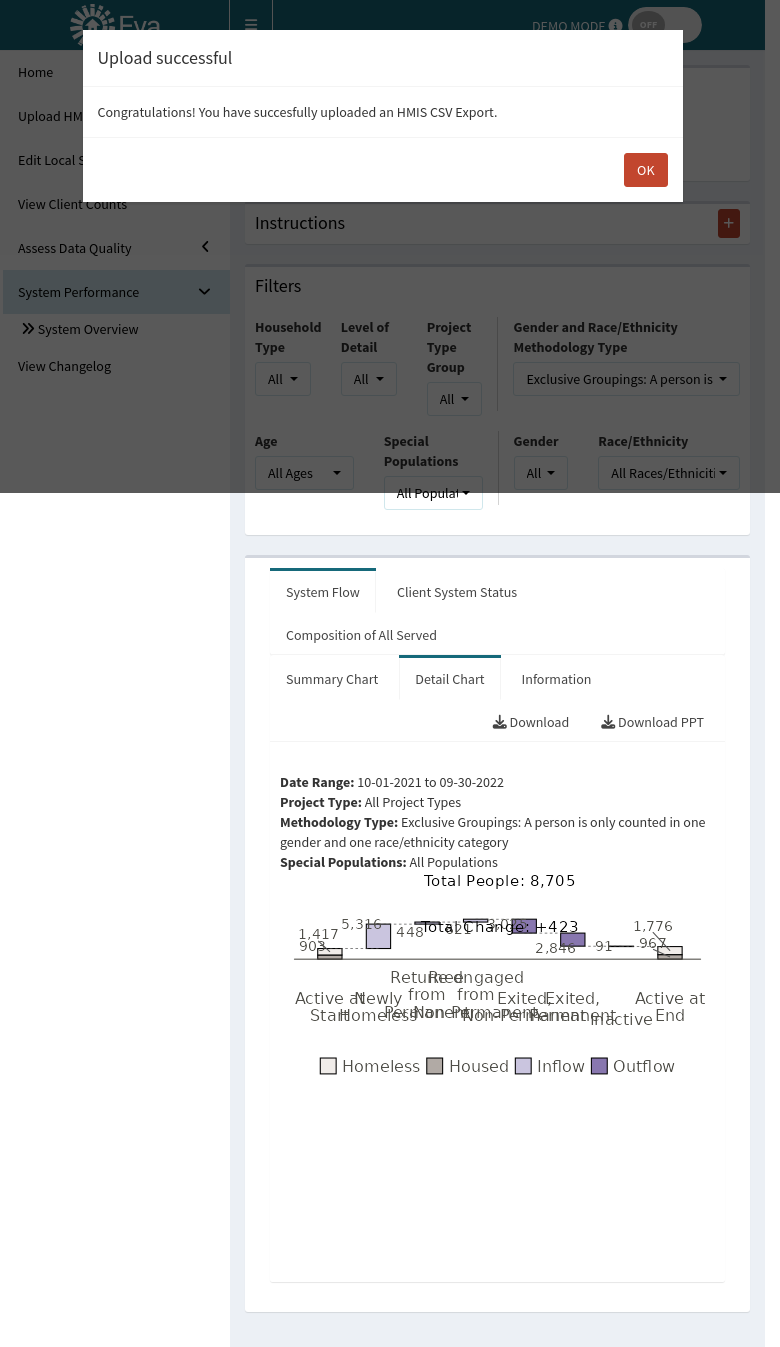 Eva
DEMO MODE
OFF
Upload successful
Congratulations! You have succesfully uploaded an HMIS CSV Export.
OK
Home
Upload HM
Edit Local S
View Client Counts
Assess Data Quality
System Performance
System Overview
View Changelog
Instructions
+
Filters
Household Type
Level of Detail
Project Type Group
Gender and Race/Ethnicity Methodology Type
All
All
All
Exclusive Groupings: A person is
Age
Special Populations
Gender
Race/Ethnicity
All Ages
All Populat
All
All Races/Ethniciti
System Flow
Client System Status
Composition of All Served
Summary Chart
Detail Chart
Information
Download
Download PPT
Date Range: 10-01-2021 to 09-30-2022
Project Type: All Project Types
Methodology Type: Exclusive Groupings: A person is only counted in one
gender and one race/ethnicity category
Special Populations: All Populations
Total People: 8,705
Total Change: +423
1,417
903
5,316
448
621
2,846
91
1,776
967
Active at
Start
Newly
Homeless
Returned
from
Permanent
Re-engaged
from
Non-Permanent
Exited,
Non-Permanent
Exited,
Permanent
Inactive
Active at
End
Homeless
Housed
Inflow
Outflow